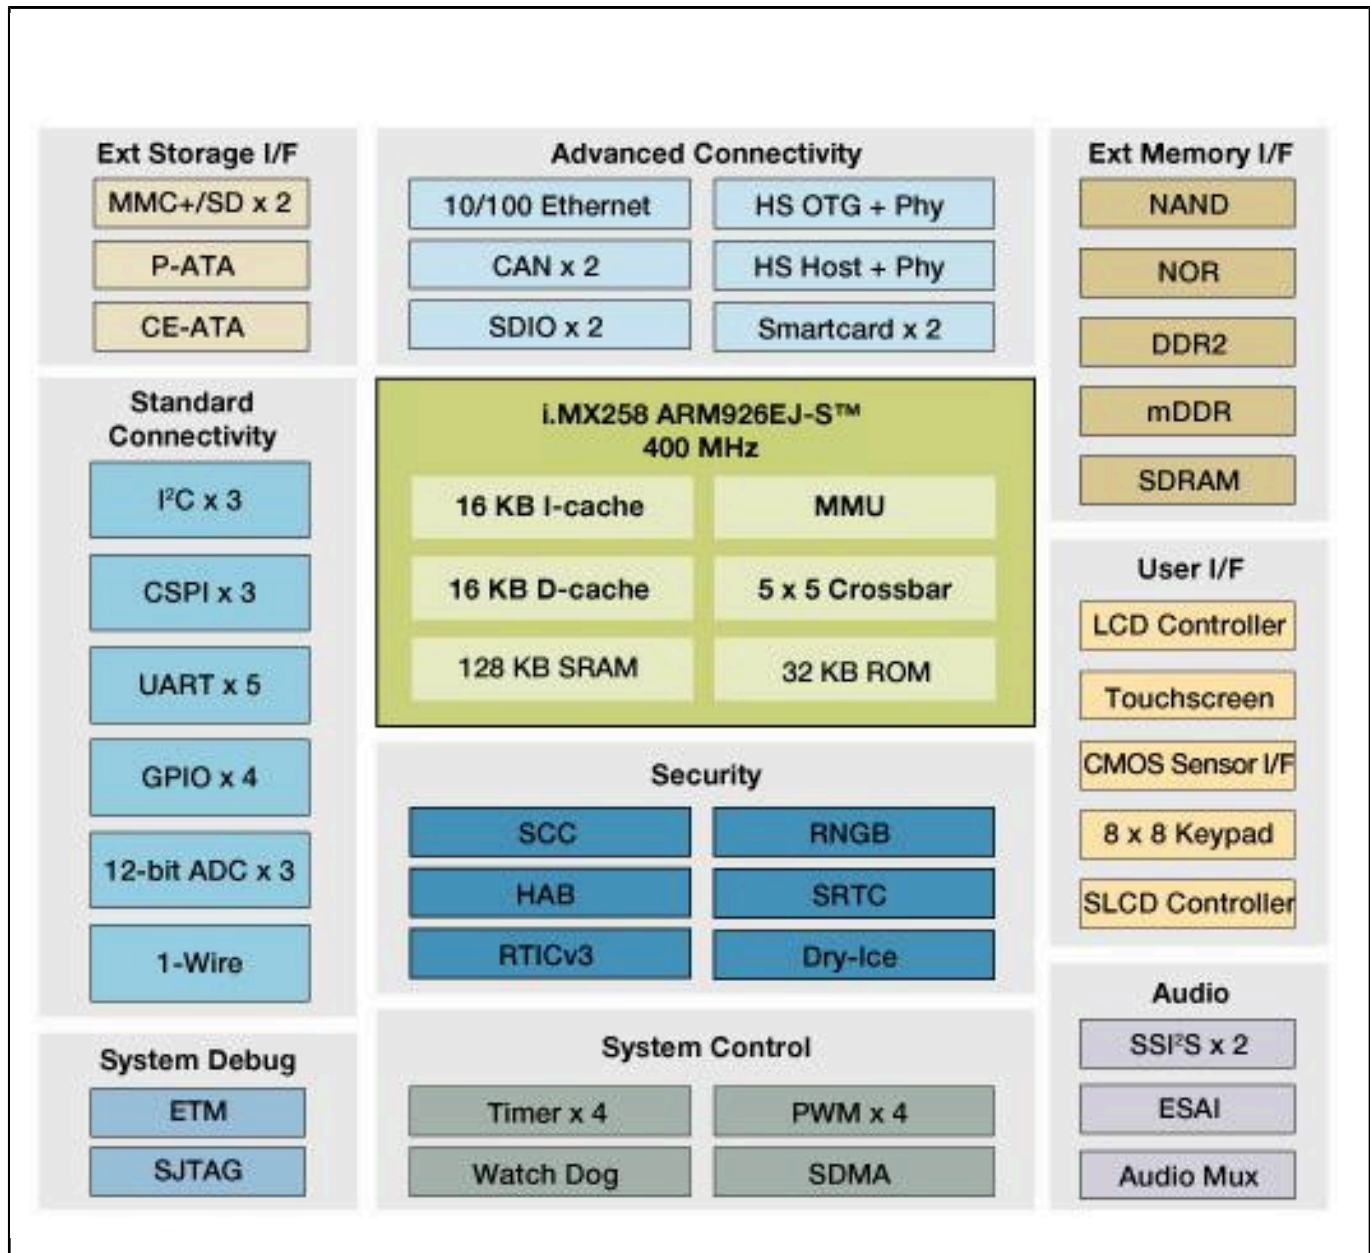 Ext Storage I/F
MMC+/SD x 2
P-ATA
CE-ATA
Advanced Connectivity
10/100 Ethernet
HS OTG + Phy
CAN x 2
HS Host + Phy
SDIO x 2
Smartcard x 2
Ext Memory I/F
NAND
NOR
DDR2
mDDR
SDRAM
Standard
Connectivity
I²C x 3
CSPI x 3
UART x 5
GPIO x 4
12-bit ADC x 3
1-Wire
i.MX258 ARM926EJ-S™
400 MHz
16 KB I-cache
MMU
16 KB D-cache
5 x 5 Crossbar
128 KB SRAM
32 KB ROM
User I/F
LCD Controller
Touchscreen
CMOS Sensor I/F
8 x 8 Keypad
SLCD Controller
Security
SCC
RNGB
HAB
SRTC
RTICv3
Dry-Ice
System Debug
ETM
SJTAG
System Control
Timer x 4
PWM x 4
Watch Dog
SDMA
Audio
SSI²S x 2
ESAI
Audio Mux